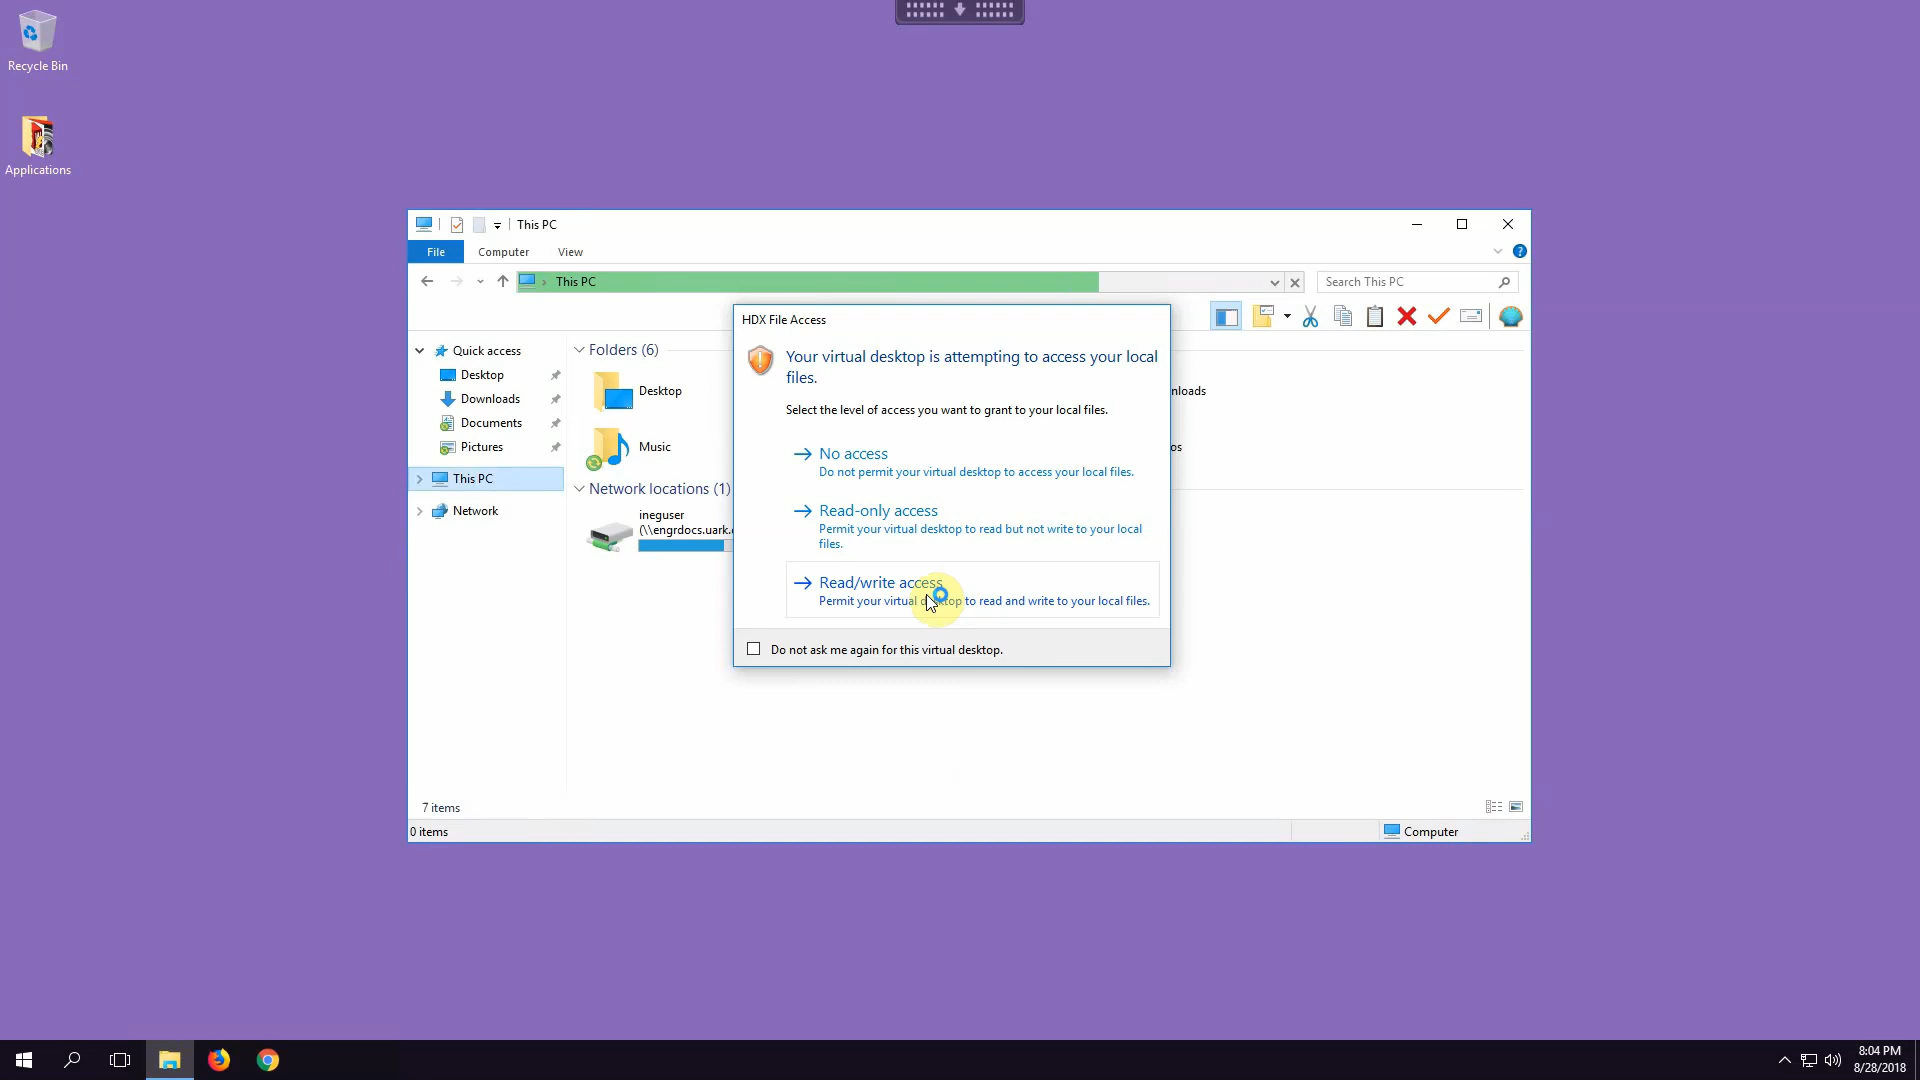 Recycle Bin
Applications
This PC
File
Computer
View
This PC
Search This PC
Quick access
Desktop
Downloads
Documents
Pictures
This PC
Network
Folders (6)
Desktop
Music
nloads
os
Network locations (1)
ineguser
(\\engrdocs.uark.
HDX File Access
Your virtual desktop is attempting to access your local
files.
Select the level of access you want to grant to your local files.
No access
Do not permit your virtual desktop to access your local files.
Read-only access
Permit your virtual desktop to read but not write to your local
files.
Read/write access
Permit your virtual desktop to read and write to your local files.
Do not ask me again for this virtual desktop.
7 items
0 items
Computer
8:04 PM
8/28/2018